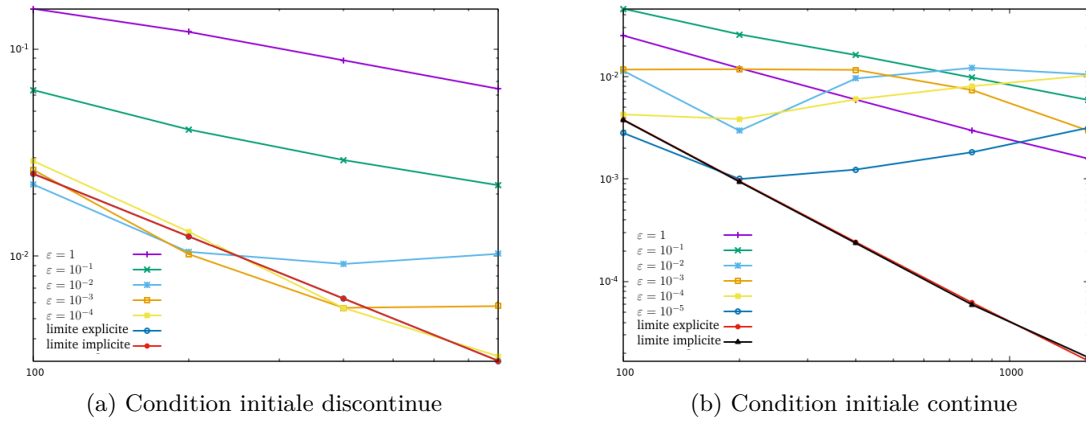 10⁻¹
10⁻²
ε = 1
ε = 10⁻¹
ε = 10⁻²
ε = 10⁻³
ε = 10⁻⁴
limite explicite
limite implicite
100
(a) Condition initiale discontinue
10⁻²
10⁻³
10⁻⁴
ε = 1
ε = 10⁻¹
ε = 10⁻²
ε = 10⁻³
ε = 10⁻⁴
ε = 10⁻⁵
limite explicite
limite implicite
100 1000
(b) Condition initiale continue